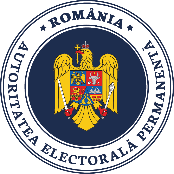 • ROMÂNIA •
AUTORITATEA ELECTORALĂ PERMANENTĂ